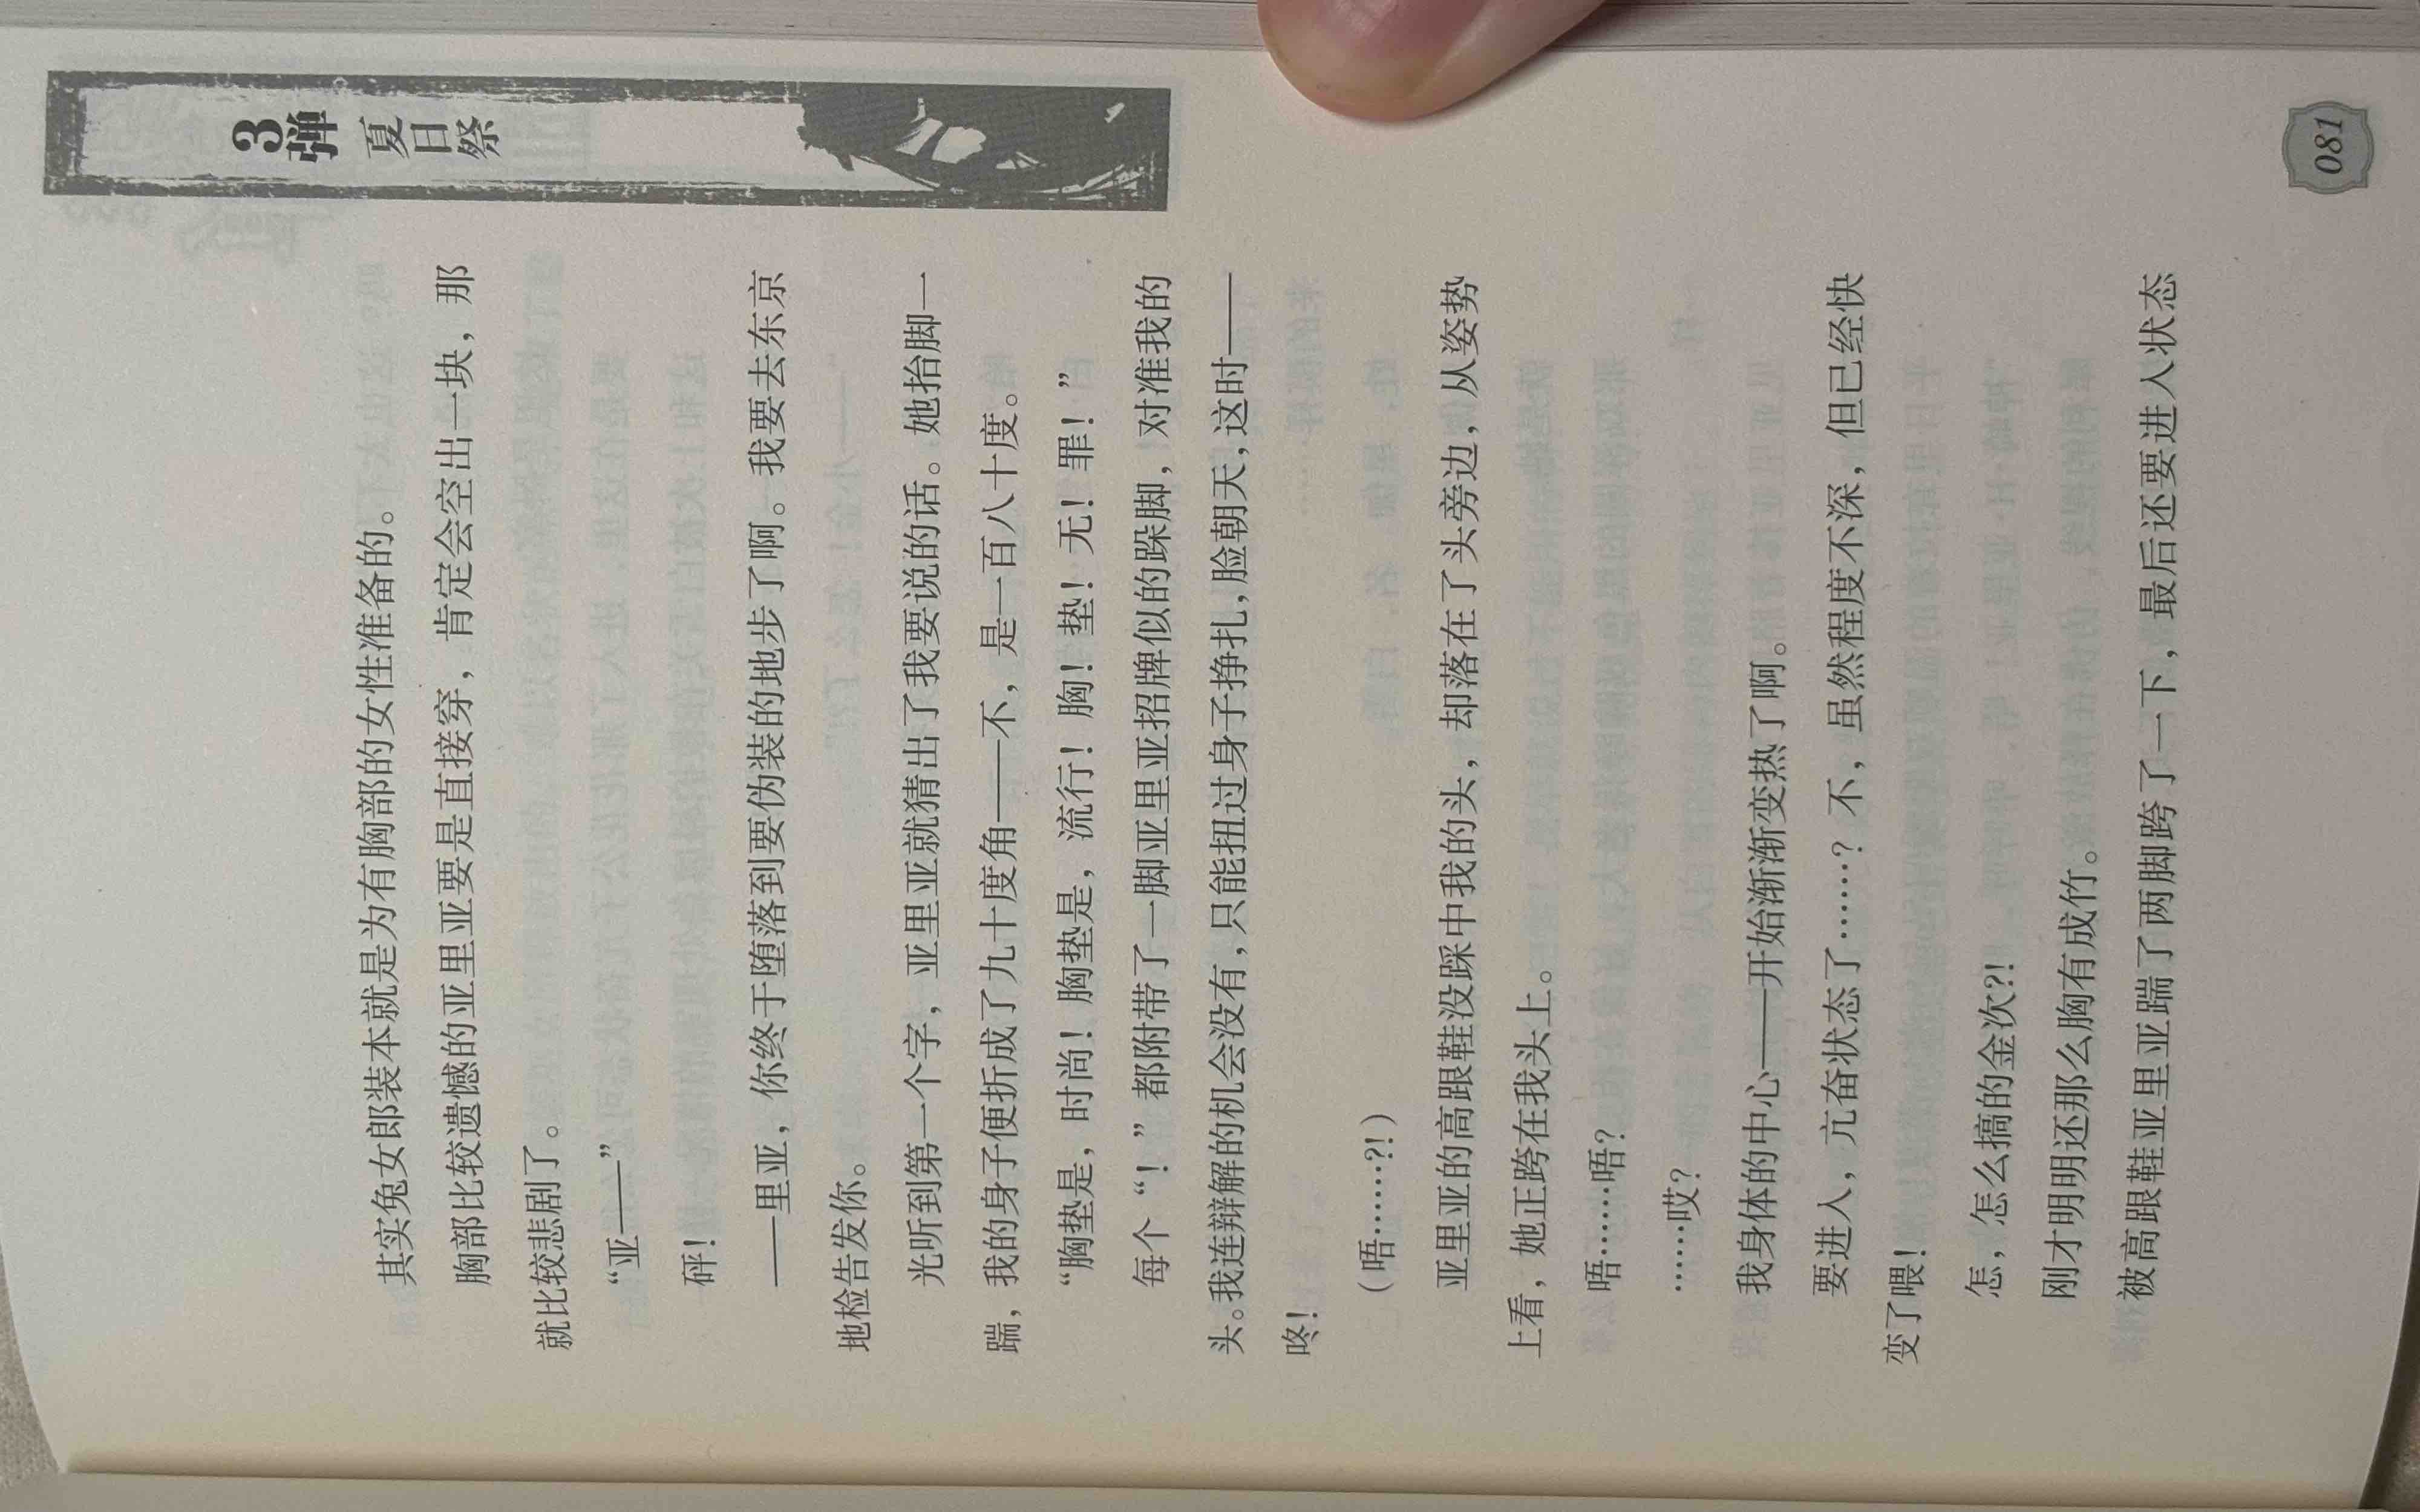 3弹 夏日祭
其实兔女郎装本就是为有胸部的女性准备的。
胸部比较遗憾的亚里亚要是直接穿，肯定会空出一块，那
就比较悲剧了。
“亚——”
砰！
——里亚，你终于堕落到要伪装的地步了啊。我要去东京
地检告发你。
光听到第一个字，亚里亚就猜出了我要说的话。她抬脚一
踹，我的身子便折成了九十度角——不，是一百八十度。
“胸垫是，时尚！胸垫是，流行！胸！垫！无！罪！”
每个“！”都附带了一脚亚里亚招牌似的跺脚，对准我的
头。我连辩解的机会没有，只能扭过身子挣扎，脸朝天，这时——
咚！
（唔……?!）
亚里亚的高跟鞋没踩中我的头，却落在了头旁边，从姿势
上看，她正跨在我头上。
唔……唔？
……哎？
我身体的中心——开始渐渐变热了啊。
要进入，亢奋状态了……？不，虽然程度不深，但已经快
变了喂！
怎，怎么搞的金次?!
刚才明明还那么胸有成竹。
被高跟鞋亚里亚踹了两脚跨了一下，最后还要进入状态
081